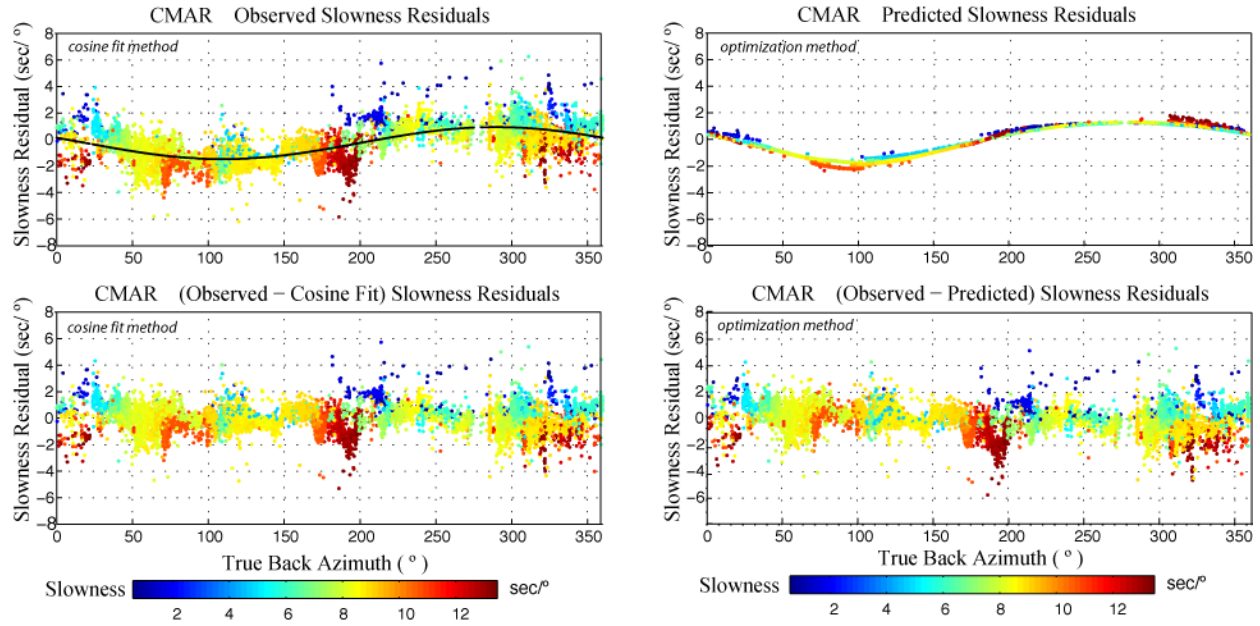 CMAR Observed Slowness Residuals
cosine fit method
Slowness Residual (sec/ º)
8
6
4
2
0
−2
−4
−6
−8
0 50 100 150 200 250 300 350
CMAR Predicted Slowness Residuals
optimization method
Slowness Residual (sec/ º)
8
6
4
2
0
−2
−4
−6
−8
0 50 100 150 200 250 300 350
CMAR (Observed − Cosine Fit) Slowness Residuals
cosine fit method
Slowness Residual (sec/ º)
8
6
4
2
0
−2
−4
−6
−8
0 50 100 150 200 250 300 350
True Back Azimuth ( º )
Slowness
sec/º
2 4 6 8 10 12
CMAR (Observed − Predicted) Slowness Residuals
optimization method
Slowness Residual (sec/ º)
8
6
4
2
0
−2
−4
−6
0 50 100 150 200 250 300 350
True Back Azimuth ( º )
Slowness
sec/º
2 4 6 8 10 12